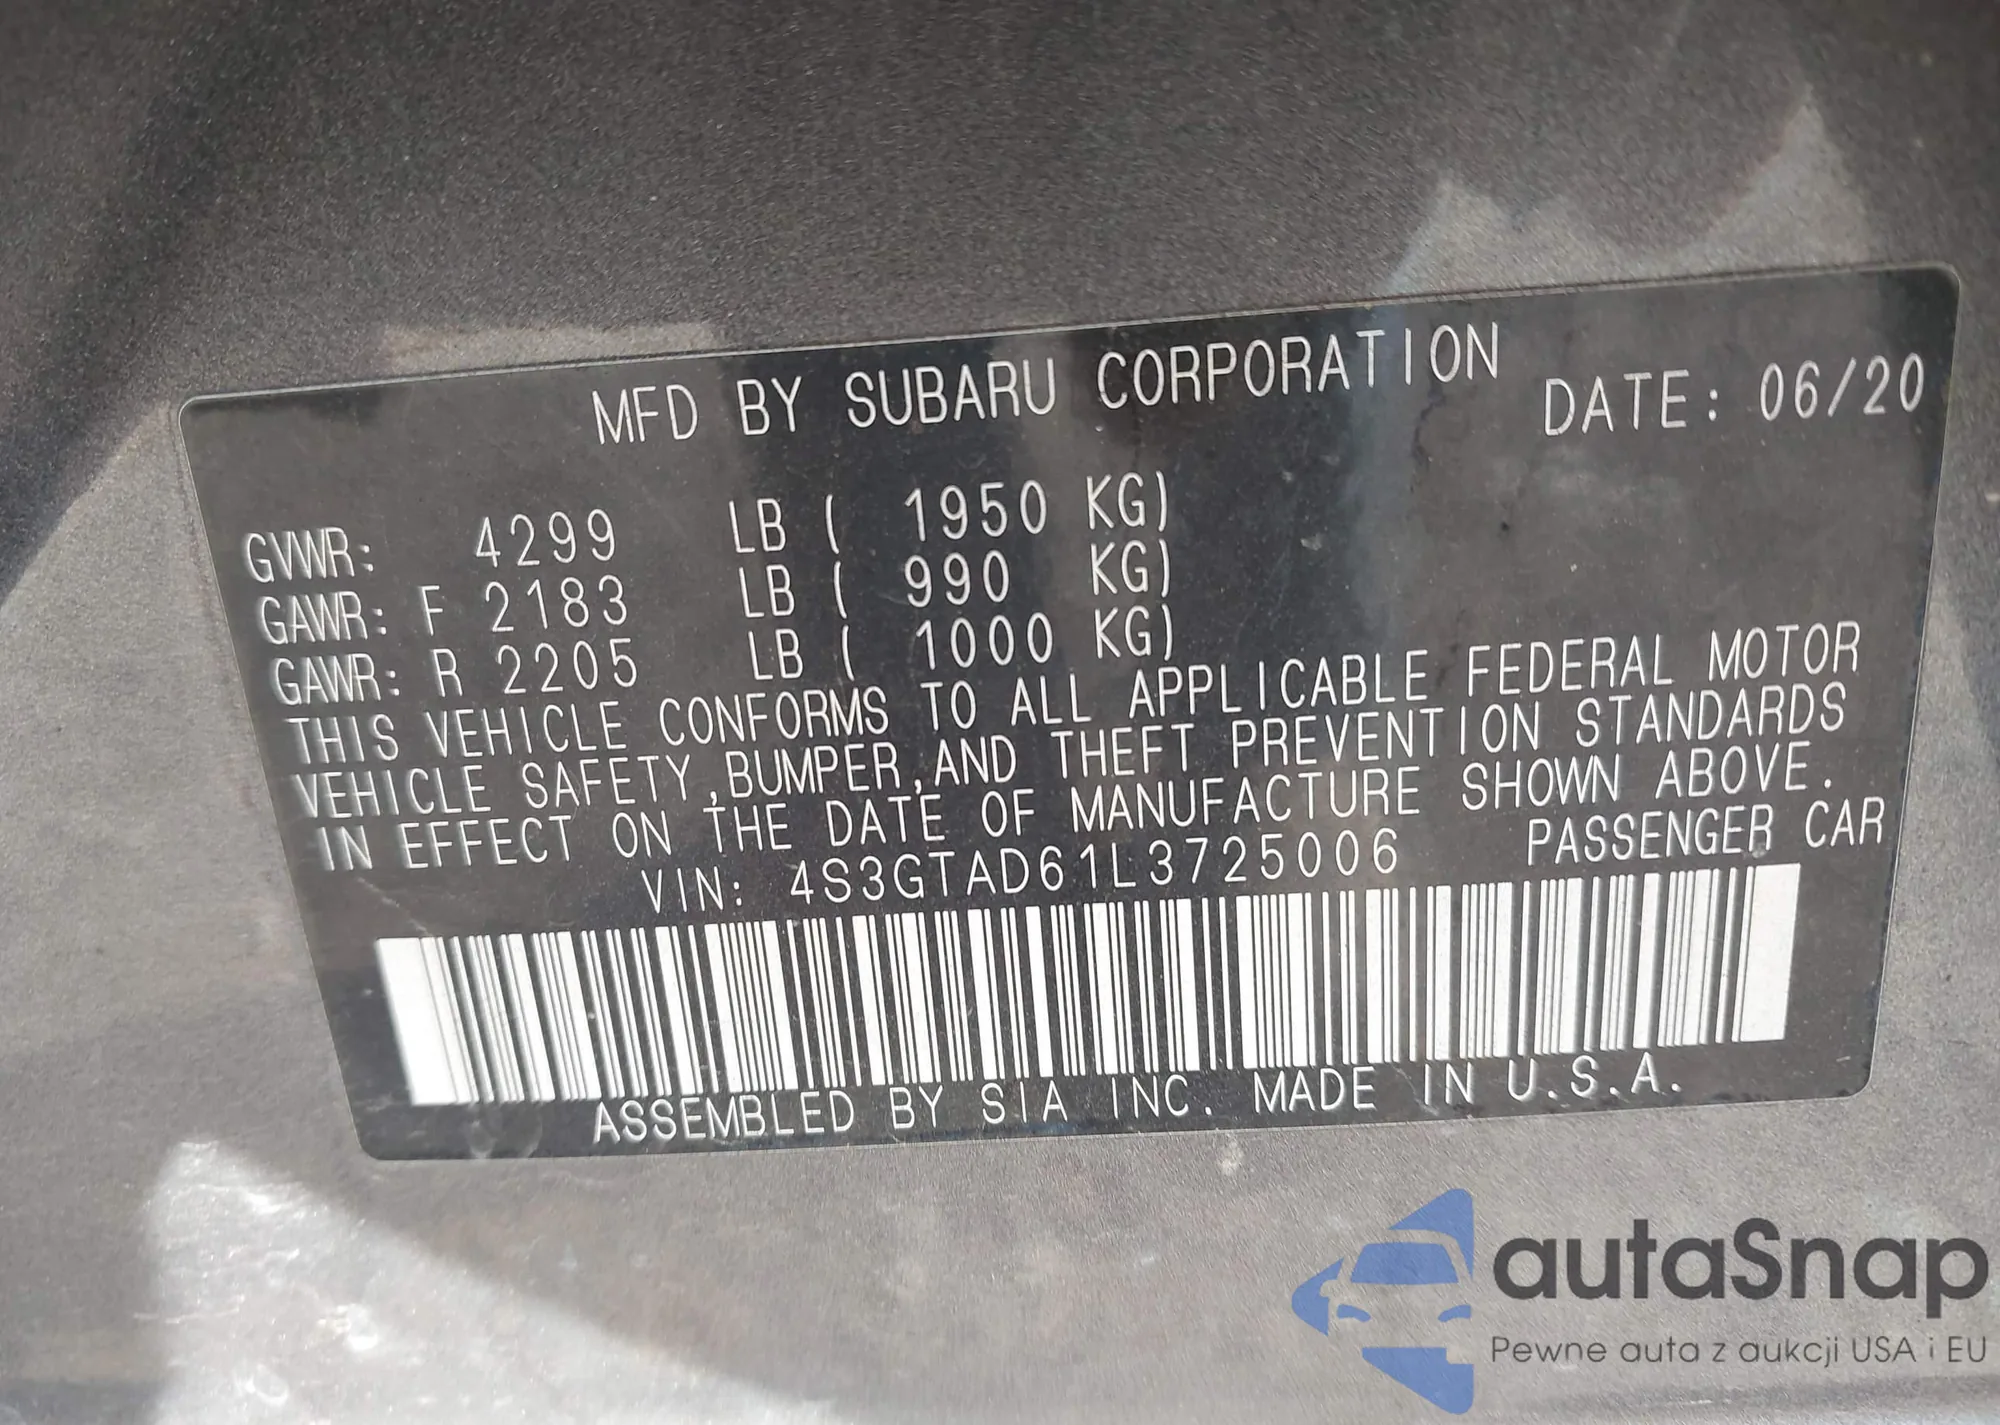 MFD BY SUBARU CORPORATION DATE: 06/20
GVWR: 4299 LB ( 1950 KG)
GAWR: F 2183 LB ( 990 KG)
GAWR: R 2205 LB ( 1000 KG)
THIS VEHICLE CONFORMS TO ALL APPLICABLE FEDERAL MOTOR
VEHICLE SAFETY,BUMPER,AND THEFT PREVENTION STANDARDS
IN EFFECT ON THE DATE OF MANUFACTURE SHOWN ABOVE.
VIN: 4S3GTAD61L3725006 PASSENGER CAR
ASSEMBLED BY SIA INC. MADE IN U.S.A.
autaSnap
Pewne auta z aukcji USA i EU